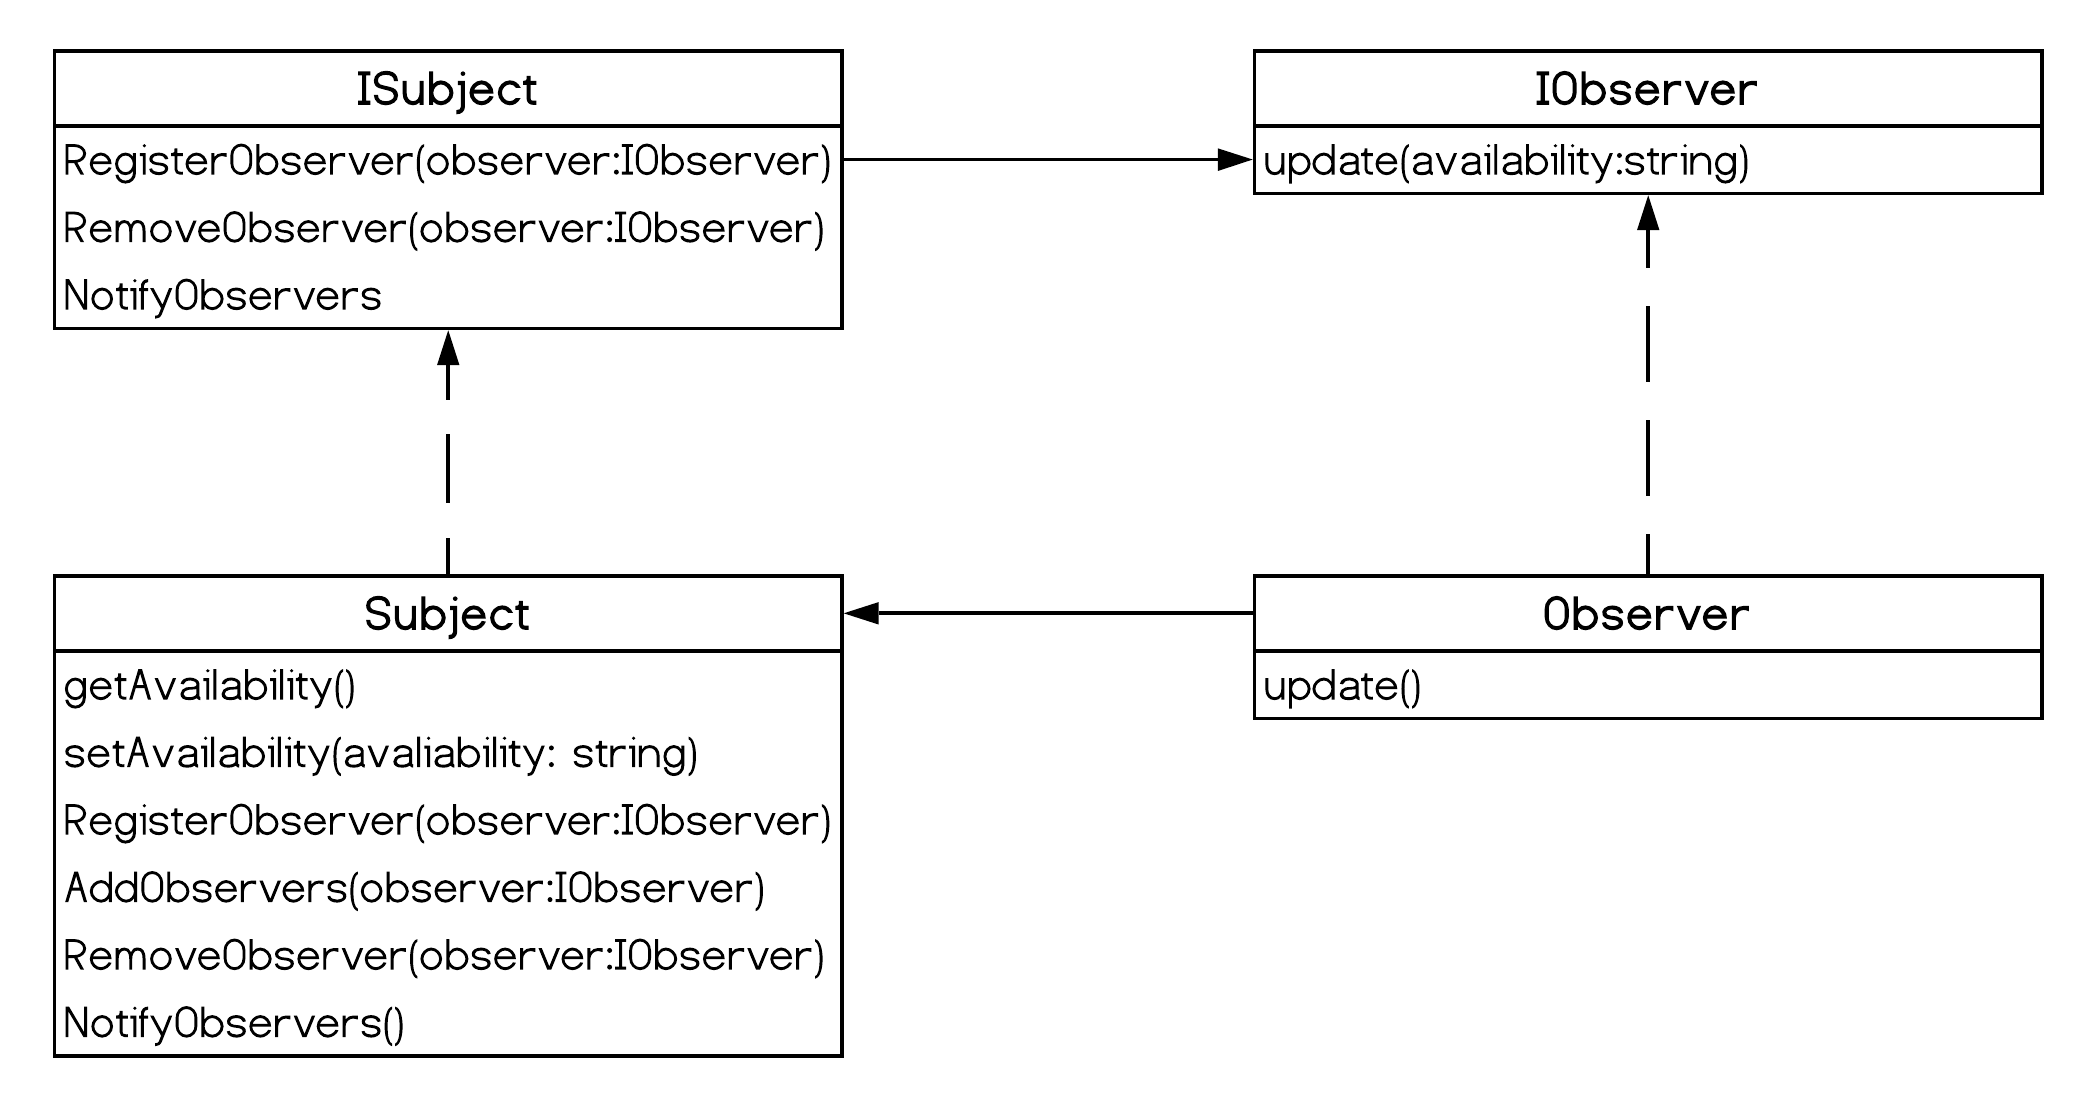 ISubject
RegisterObserver(observer:IObserver)
RemoveObserver(observer:IObserver)
NotifyObservers
IObserver
update(availability:string)
Subject
getAvailability()
setAvailability(avaliability: string)
RegisterObserver(observer:IObserver)
AddObservers(observer:IObserver)
RemoveObserver(observer:IObserver)
NotifyObservers()
Observer
update()